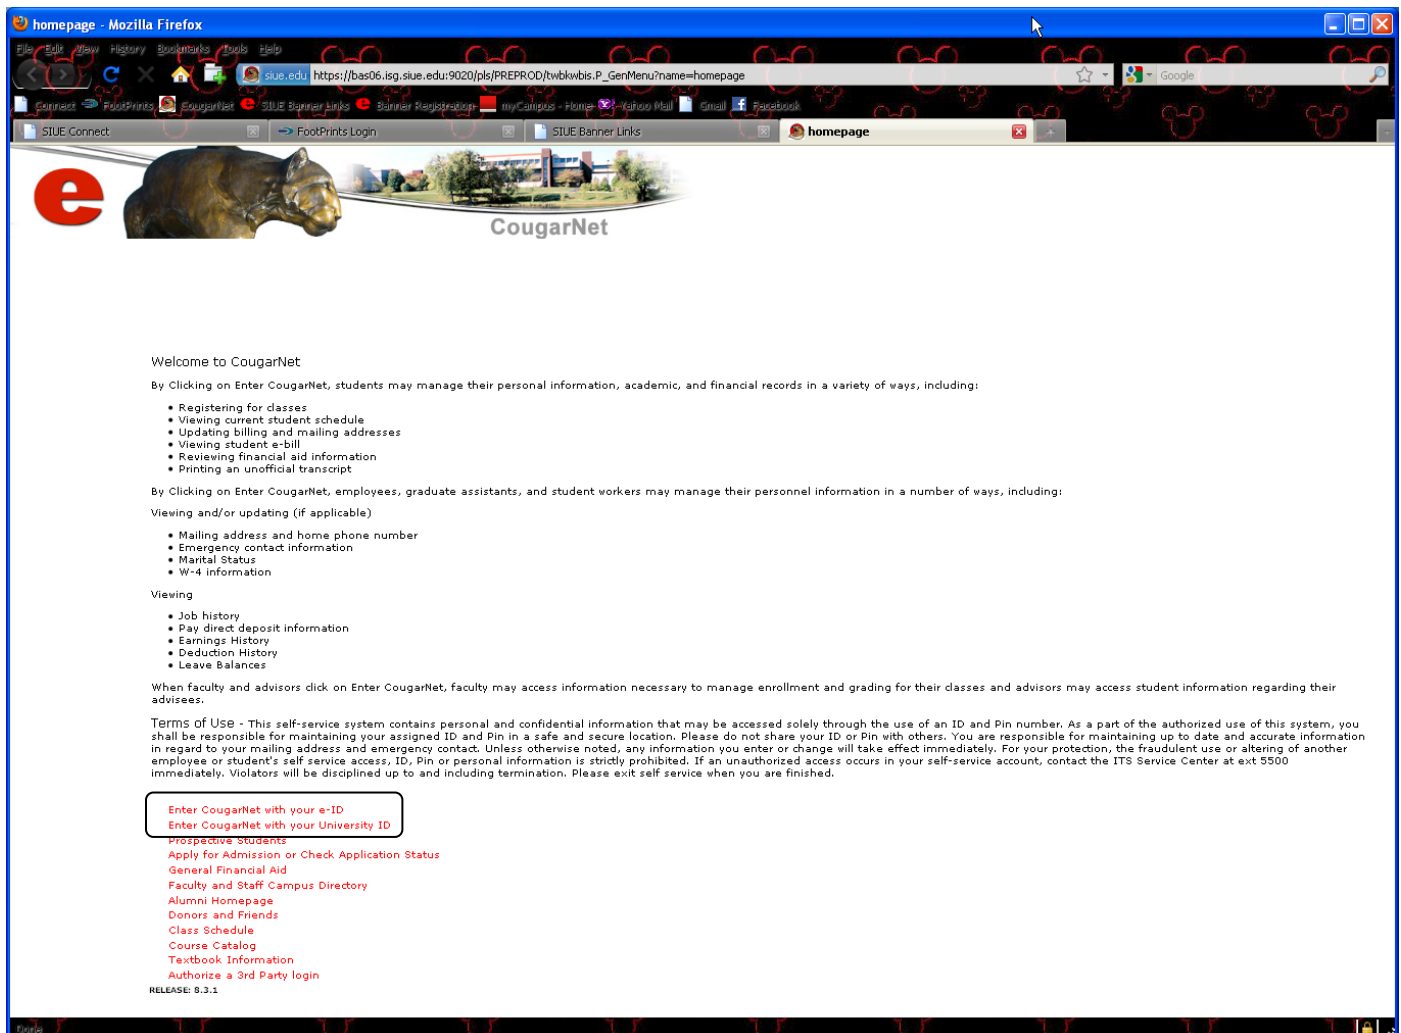 homepage - Mozilla Firefox
File Edit View History Bookmarks Tools Help
siue.edu https://bas06.isg.siue.edu:9020/pls/PREPROD/twbkwbis.P_GenMenu?name=homepage Google
Connect FootPrints CougarNet SIUE Banner Links Banner Registration myCampus - Home Yahoo Mail Gmail Facebook
SIUE Connect FootPrints Login SIUE Banner Links homepage
e
CougarNet
Welcome to CougarNet
By Clicking on Enter CougarNet, students may manage their personal information, academic, and financial records in a variety of ways, including:
• Registering for classes
• Viewing current student schedule
• Updating billing and mailing addresses
• Viewing student e-bill
• Reviewing financial aid information
• Printing an unofficial transcript
By Clicking on Enter CougarNet, employees, graduate assistants, and student workers may manage their personnel information in a number of ways, including:
Viewing and/or updating (if applicable)
• Mailing address and home phone number
• Emergency contact information
• Marital Status
• W-4 information
Viewing
• Job history
• Pay direct deposit information
• Earnings History
• Deduction History
• Leave Balances
When faculty and advisors click on Enter CougarNet, faculty may access information necessary to manage enrollment and grading for their classes and advisors may access student information regarding their
advisees.
Terms of Use - This self-service system contains personal and confidential information that may be accessed solely through the use of an ID and Pin number. As a part of the authorized use of this system, you
shall be responsible for maintaining your assigned ID and Pin in a safe and secure location. Please do not share your ID or Pin with others. You are responsible for maintaining up to date and accurate information
in regard to your mailing address and emergency contact. Unless otherwise noted, any information you enter or change will take effect immediately. For your protection, the fraudulent use or altering of another
employee or student's self service access, ID, Pin or personal information is strictly prohibited. If an unauthorized access occurs in your self-service account, contact the ITS Service Center at ext 5500
immediately. Violators will be disciplined up to and including termination. Please exit self service when you are finished.
Enter CougarNet with your e-ID
Enter CougarNet with your University ID
Prospective Students
Apply for Admission or Check Application Status
General Financial Aid
Faculty and Staff Campus Directory
Alumni Homepage
Donors and Friends
Class Schedule
Course Catalog
Textbook Information
Authorize a 3rd Party login
RELEASE: 8.3.1
Done